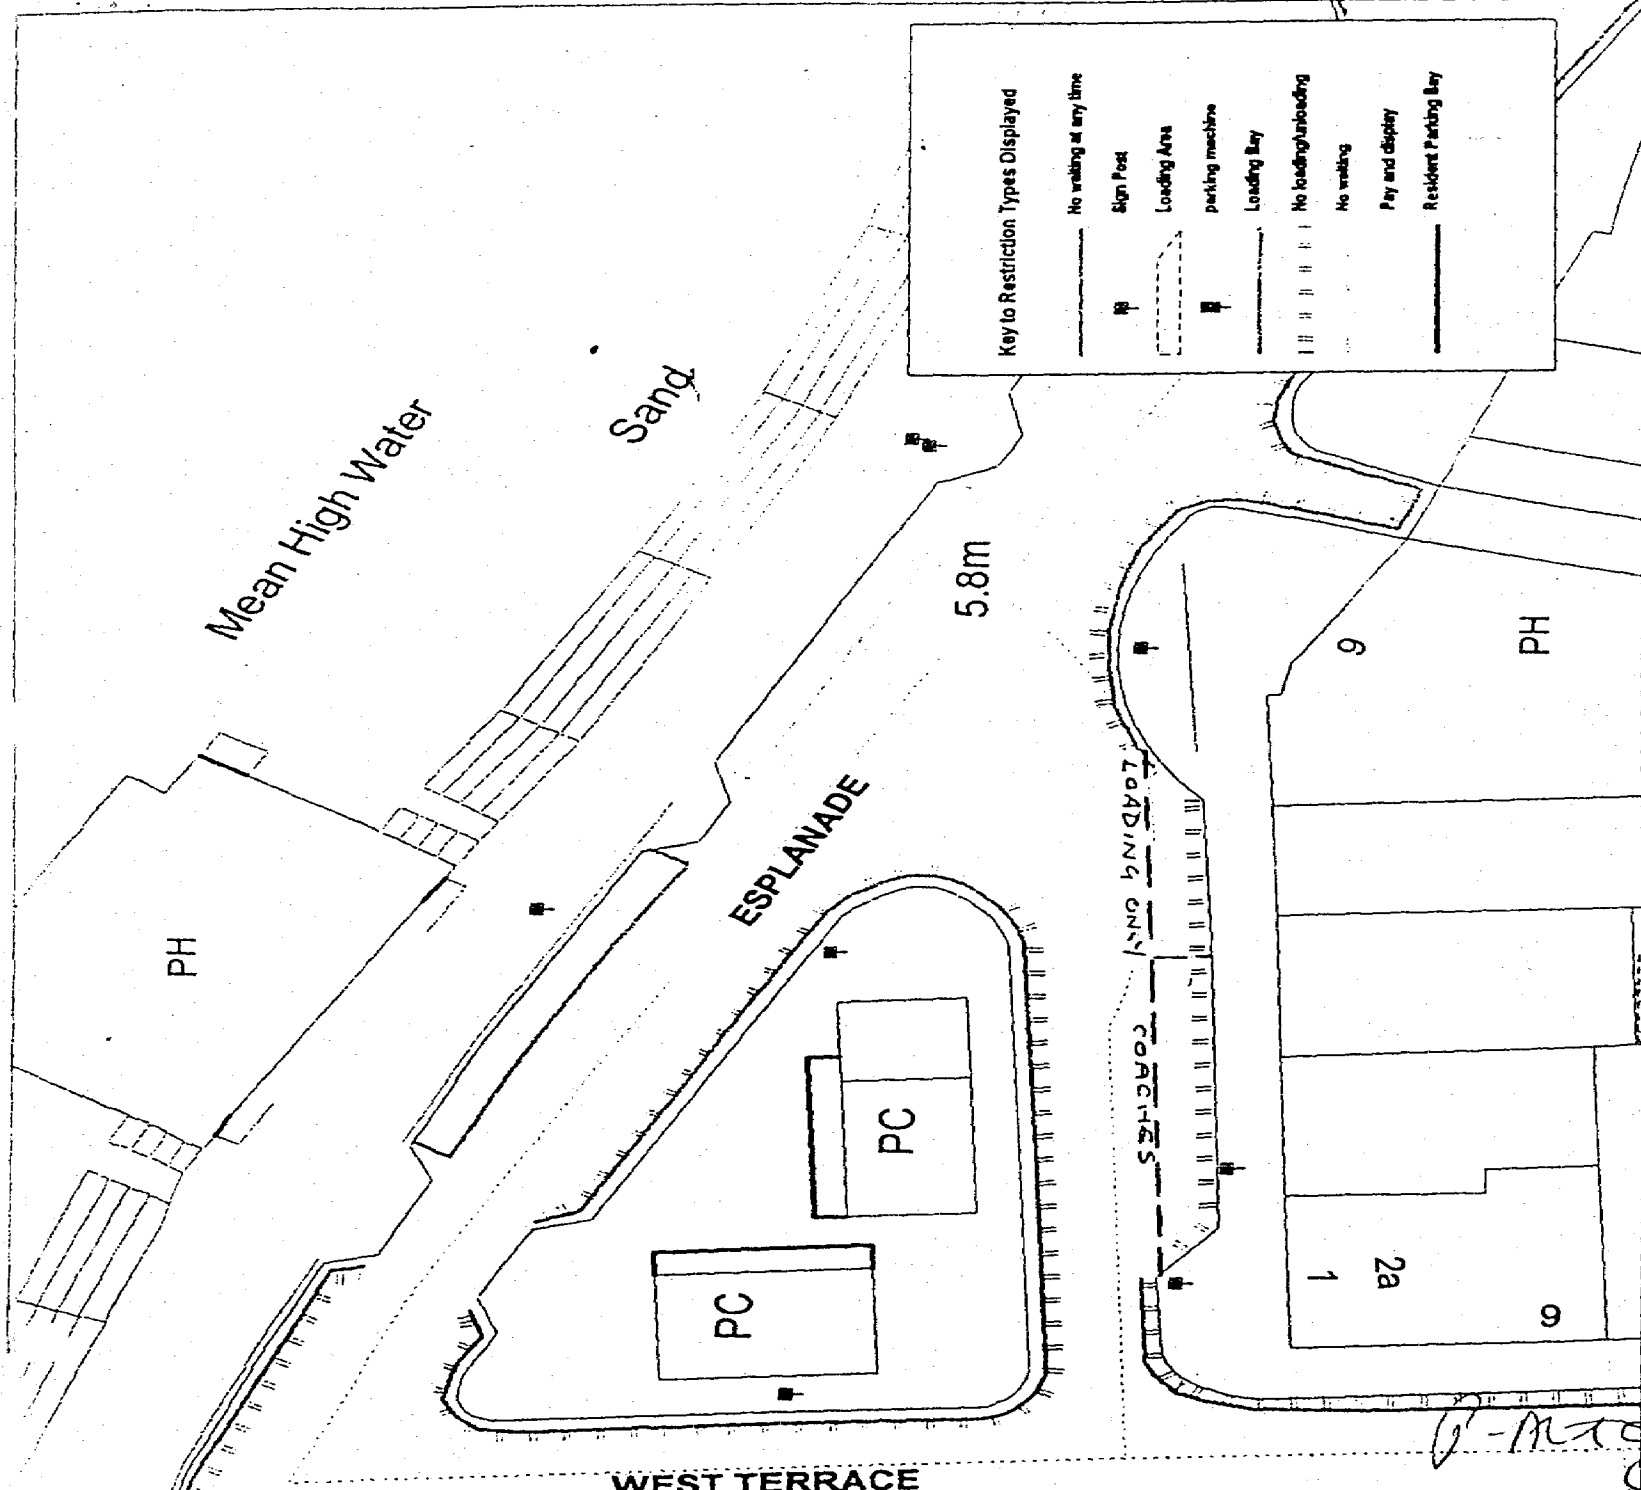 Key to Restriction Types Displayed
No waiting at any time
Sign Post
Loading Area
parking machine
Loading Bay
No loading/unloading
No waiting
Pay and display
Resident Parking Bay
Mean High Water
Sand
5.8m
ESPLANADE
PH
PH
6
LOADING ONLY
COACHES
PC
PC
1
2a
9
WEST TERRACE